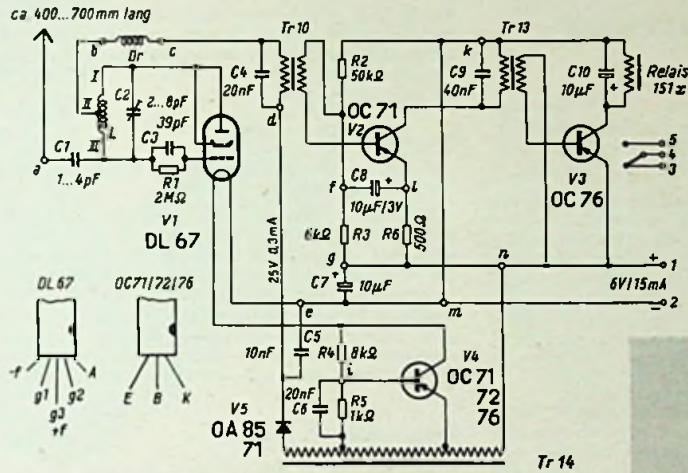 ca. 400...700mm lang
b
Dr
c
Tr 10
I
C2
2...8pF
39pF
C3
II
L
III
C1
a
1...4pF
R1
2MΩ
V1
DL 67
C4
20nF
d
R2
50kΩ
OC 71
V2
k
C9
40nF
Tr 13
C10
10µF
+
Relais
151x
5
4
3
V3
OC 76
f
C8
+
10µF/3V
i
R3
R6
500Ω
25V 0,3mA
g
C7
+
10µF
n
+
1
6V/15mA
2
−
e
m
DL 67
OC71/72/76
-f
g1
g3
+f
g2
A
E
B
K
C5
10nF
R4
8kΩ
i
20nF
C6
R5
1kΩ
V4
OC 71
72
76
V5
OA 85
71
Tr 14